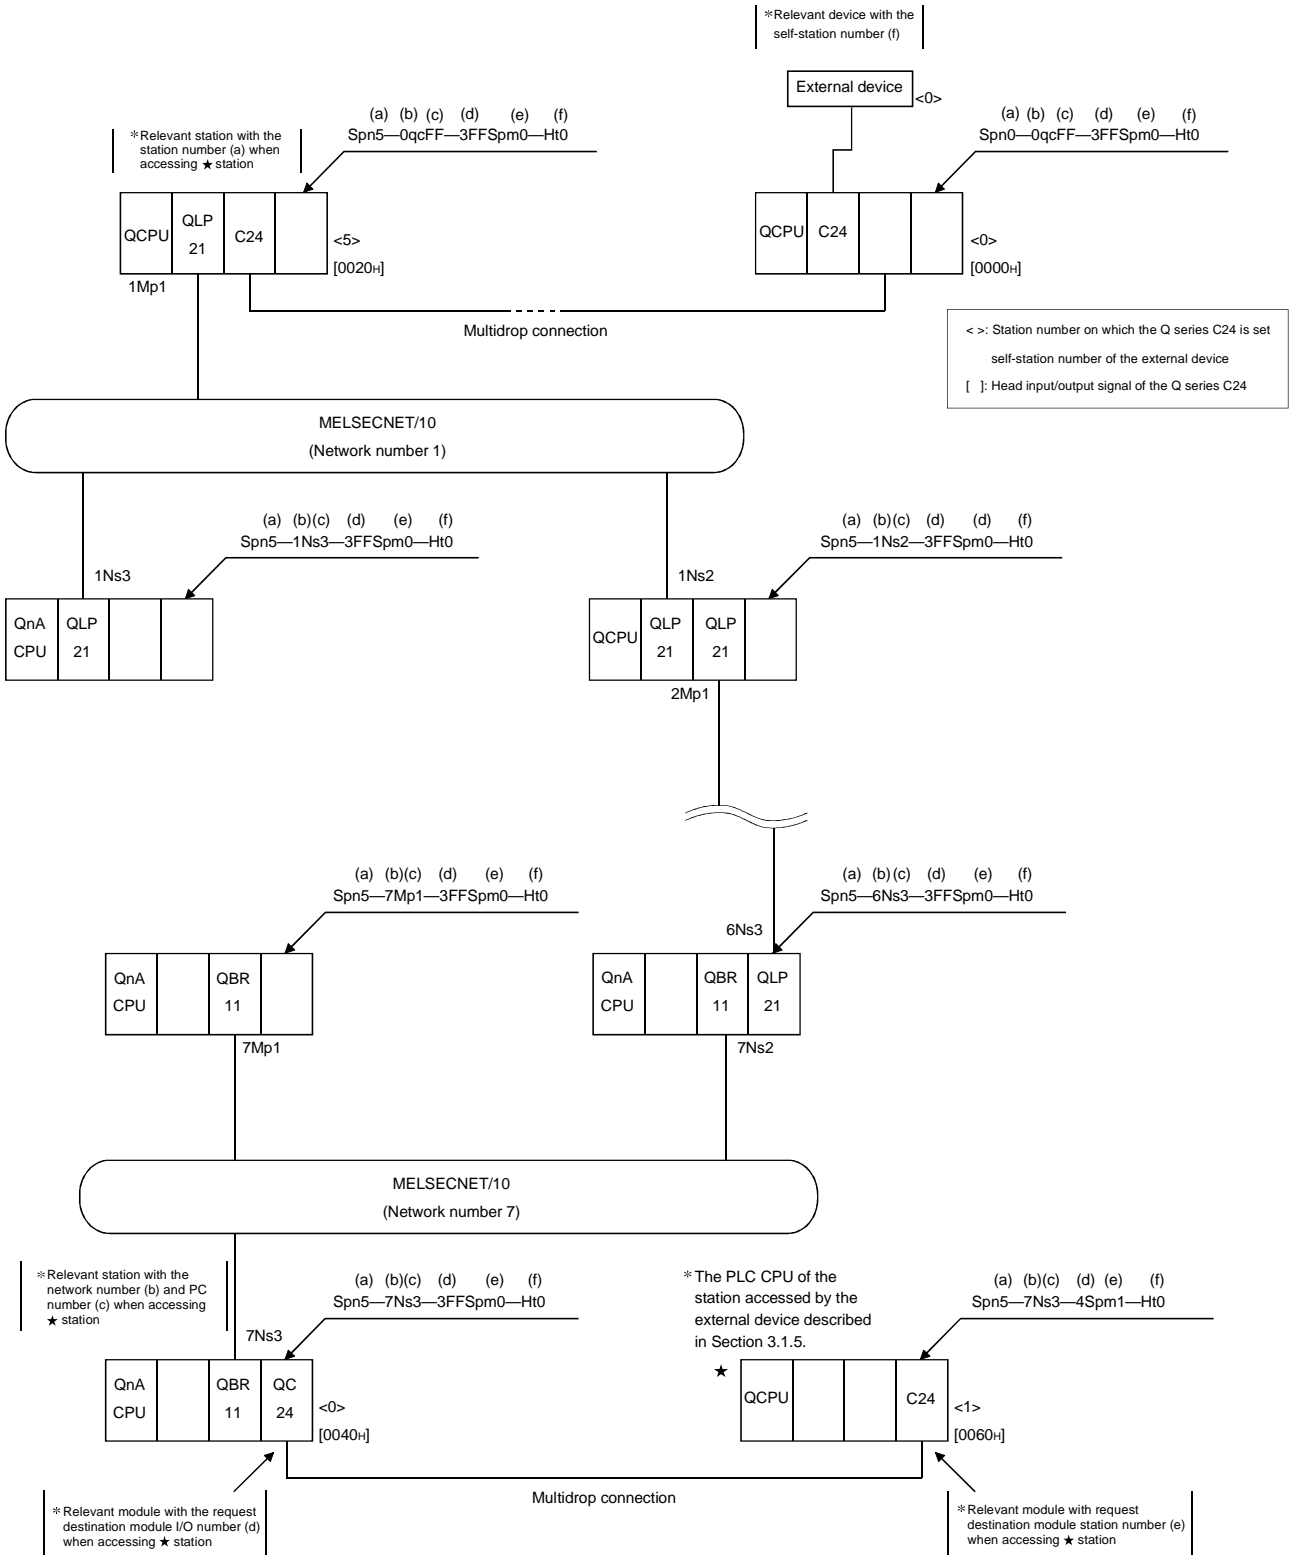 *Relevant device with the
self-station number (f)
External device
<0>
(a) (b) (c) (d) (e) (f)
Spn5—0qcFF—3FFSpm0—Ht0
(a) (b) (c) (d) (e) (f)
Spn0—0qcFF—3FFSpm0—Ht0
*Relevant station with the
station number (a) when
accessing ★ station
QCPU
QLP
21
C24
<5>
[0020H]
1Mp1
QCPU
C24
<0>
[0000H]
Multidrop connection
< >: Station number on which the Q series C24 is set
self-station number of the external device
[ ]: Head input/output signal of the Q series C24
MELSECNET/10
(Network number 1)
(a) (b)(c) (d) (e) (f)
Spn5—1Ns3—3FFSpm0—Ht0
(a) (b)(c) (d) (d) (f)
Spn5—1Ns2—3FFSpm0—Ht0
1Ns3
1Ns2
QnA
CPU
QLP
21
QCPU
QLP
21
QLP
21
2Mp1
(a) (b)(c) (d) (e) (f)
Spn5—7Mp1—3FFSpm0—Ht0
(a) (b)(c) (d) (e) (f)
Spn5—6Ns3—3FFSpm0—Ht0
6Ns3
QnA
CPU
QBR
11
7Mp1
QnA
CPU
QBR
11
QLP
21
7Ns2
MELSECNET/10
(Network number 7)
*Relevant station with the
network number (b) and PC
number (c) when accessing
★ station
(a) (b)(c) (d) (e) (f)
Spn5—7Ns3—3FFSpm0—Ht0
7Ns3
*The PLC CPU of the
station accessed by the
external device described
in Section 3.1.5.
★
(a) (b)(c) (d) (e) (f)
Spn5—7Ns3—4Spm1—Ht0
QnA
CPU
QBR
11
QC
24
<0>
[0040H]
QCPU
C24
<1>
[0060H]
Multidrop connection
*Relevant module with the request
destination module I/O number (d)
when accessing ★ station
*Relevant module with request
destination module station number (e)
when accessing ★ station